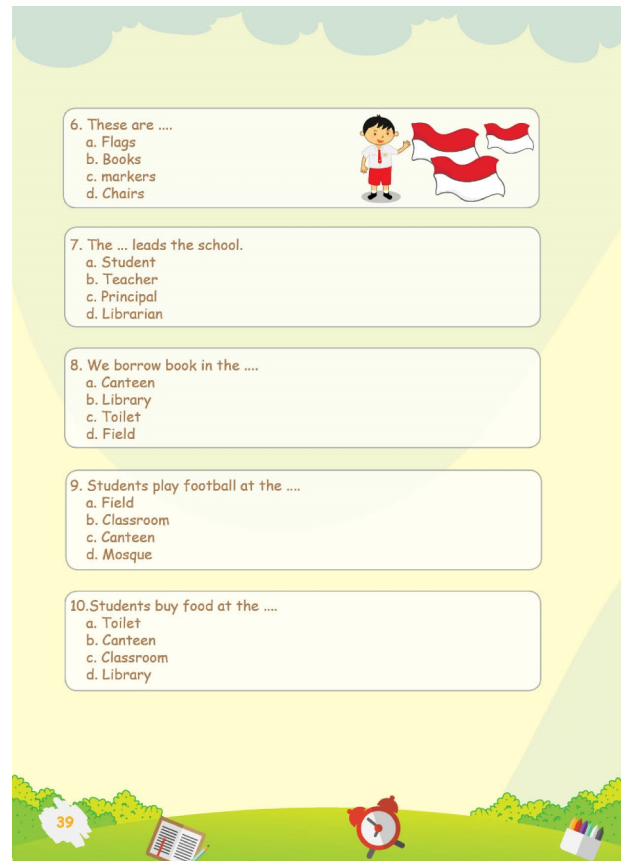 6. These are ....
a. Flags
b. Books
c. markers
d. Chairs
7. The ... leads the school.
a. Student
b. Teacher
c. Principal
d. Librarian
8. We borrow book in the ....
a. Canteen
b. Library
c. Toilet
d. Field
9. Students play football at the ....
a. Field
b. Classroom
c. Canteen
d. Mosque
10.Students buy food at the ....
a. Toilet
b. Canteen
c. Classroom
d. Library
39